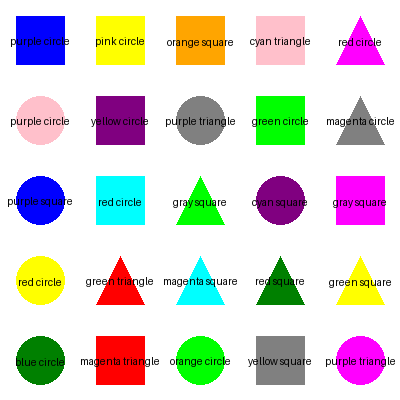 purple circle pink circle orange square cyan triangle red circle
purple circle yellow circle purple triangle green circle magenta circle
purple square red circle gray square cyan square gray square
red circle green triangle magenta square red square green square
blue circle magenta triangle orange circle yellow square purple triangle